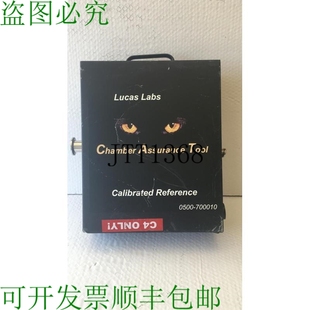 盗图必究
Lucas Labs
Chamber Assurance Tool
JTT1368
Calibrated Reference
0500-700010
C4 ONLY!
可开发票顺丰包邮